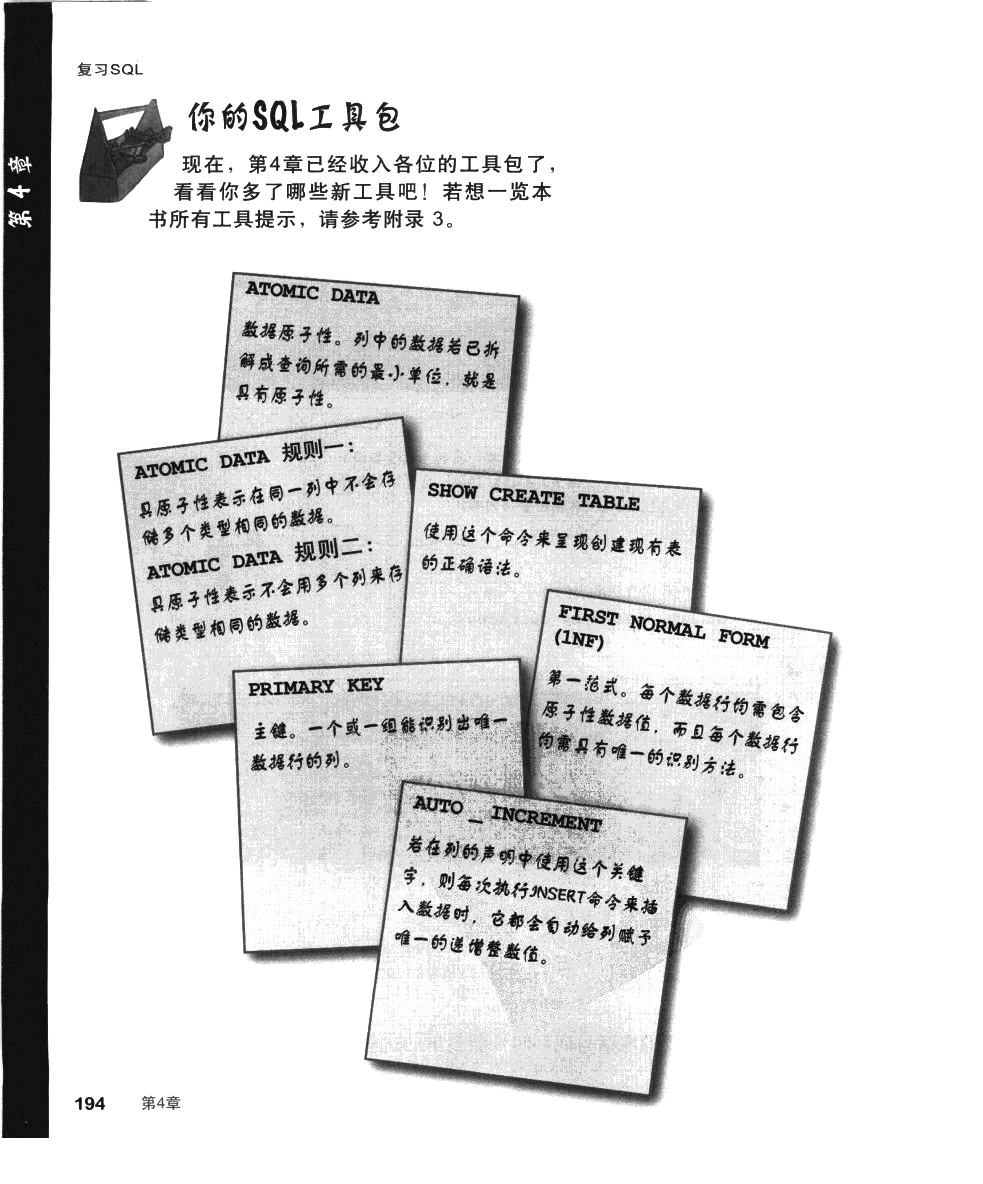 复习SQL
你的SQL工具包
现在，第4章已经收入各位的工具包了，
看看你多了哪些新工具吧！若想一览本
书所有工具提示，请参考附录 3。
第4章
ATOMIC DATA
数据原子性。列中的数据若已拆
解成查询所需的最小单位，就是
具有原子性。
ATOMIC DATA 规则一：
具原子性表示在同一列中不会存
储多个类型相同的数据。
ATOMIC DATA 规则二：
具原子性表示不会用多个列来存
储类型相同的数据。
SHOW CREATE TABLE
使用这个命令来呈现创建现有表
的正确语法。
FIRST NORMAL FORM
(1NF)
第一范式。每个数据行均需包含
原子性数据值，而且每个数据行
均需具有唯一的识别方法。
PRIMARY KEY
主键。一个或一组能识别出唯一
数据行的列。
AUTO _ INCREMENT
若在列的声明中使用这个关键
字，则每次执行INSERT命令来插
入数据时，它都会自动给列赋予
唯一的递增整数值。
194 第4章